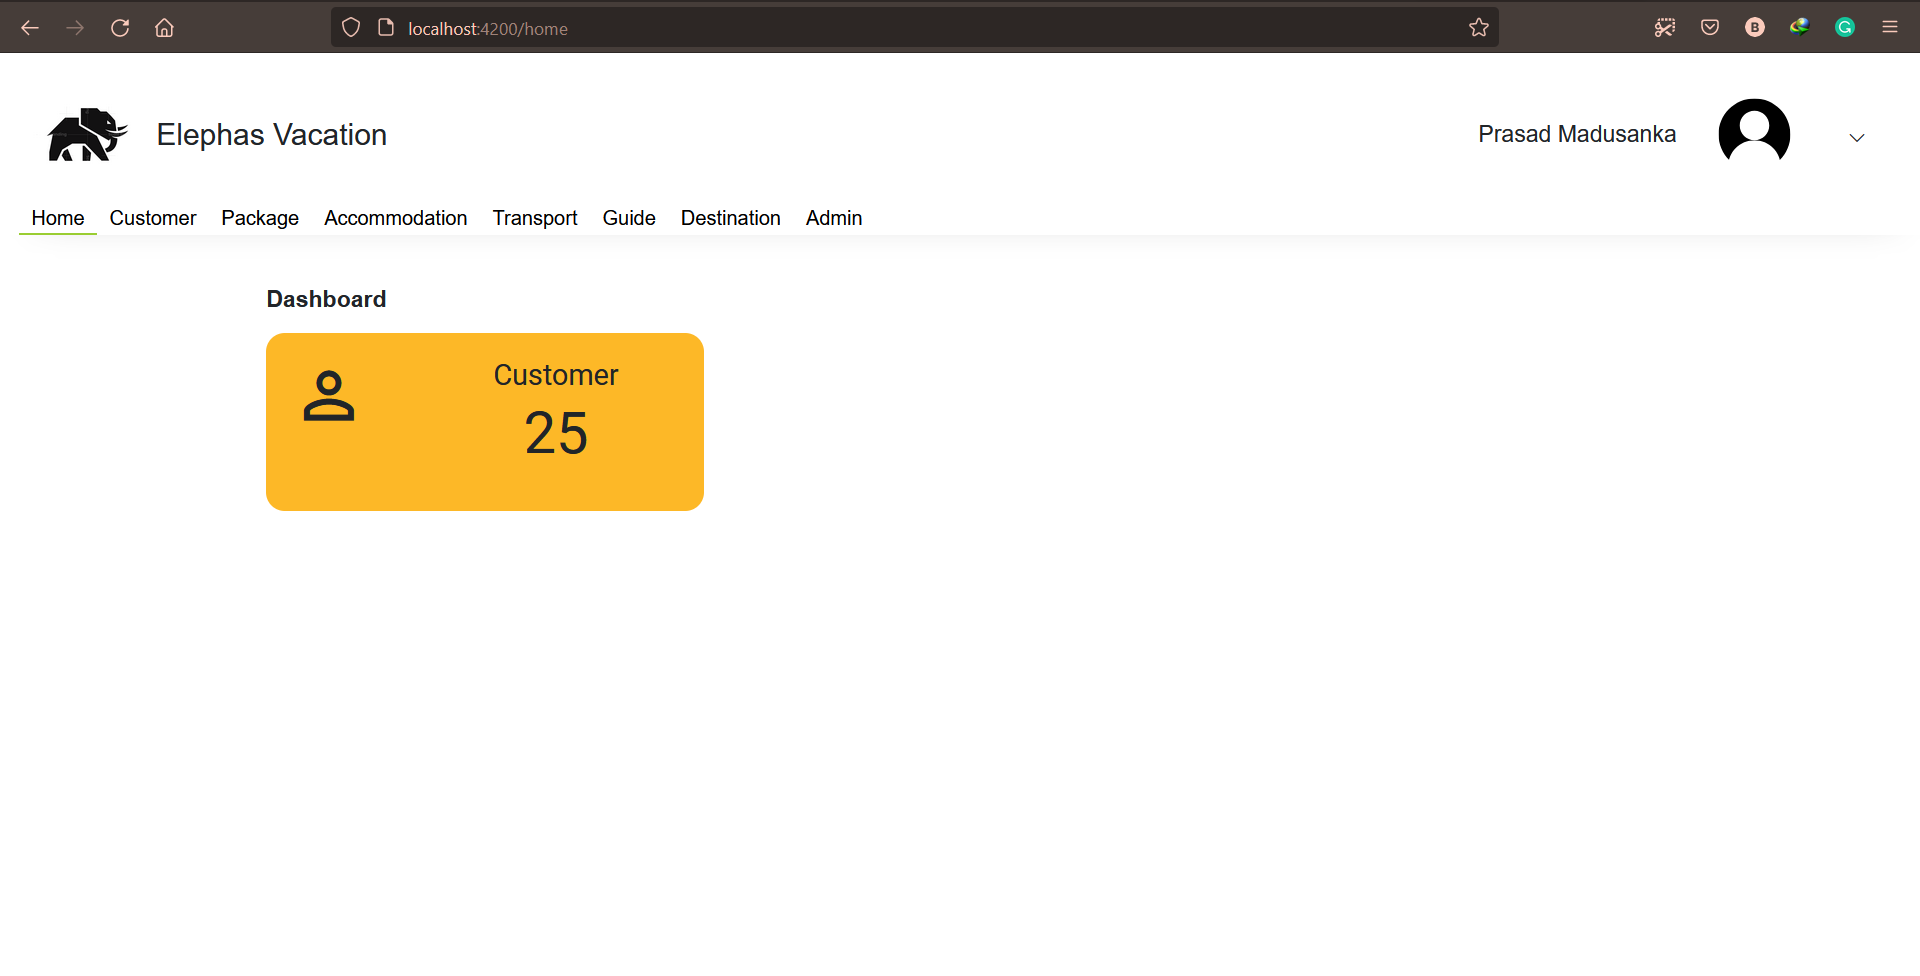 localhost:4200/home
Elephas Vacation
Prasad Madusanka
Home Customer Package Accommodation Transport Guide Destination Admin
Dashboard
Customer
25